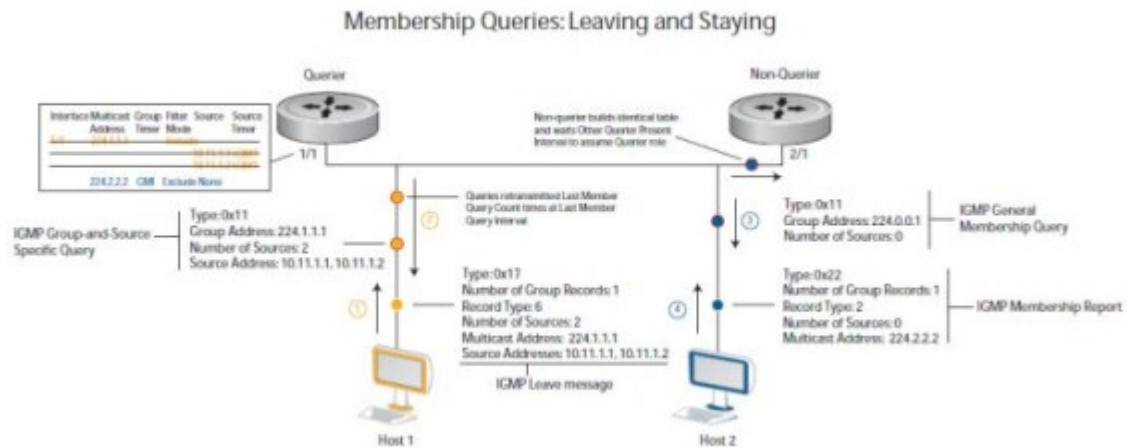 Membership Queries: Leaving and Staying
Querier
Non-Querier
Interface Multicast Group Filter Source Source
Address Timer Mode Timer
224.2.2.2 GMI Exclude None
1/1
2/1
Non-querier builds identical table
and waits Other Querier Present
Interval to assume Querier role
Queries retransmitted Last Member
Query Count times at Last Member
Query Interval
2
IGMP Group-and-Source
Specific Query
Type:0x11
Group Address: 224.1.1.1
Number of Sources: 2
Source Address: 10.11.1.1, 10.11.1.2
3
Type:0x11
Group Address: 224.0.0.1
Number of Sources: 0
IGMP General
Membership Query
1
Type:0x17
Number of Group Records: 1
Record Type: 6
Number of Sources: 2
Multicast Address: 224.1.1.1
Source Addresses: 10.11.1.1, 10.11.1.2
IGMP Leave message
4
Type:0x22
Number of Group Records: 1
Record Type: 2
Number of Sources: 0
Multicast Address: 224.2.2.2
IGMP Membership Report
Host 1
Host 2